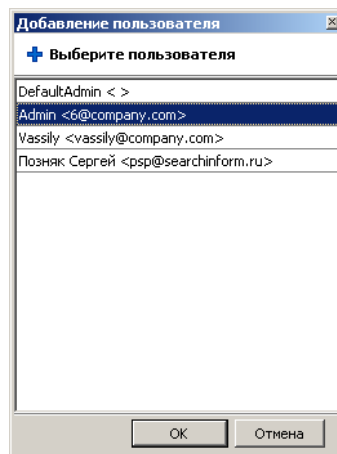 Добавление пользователя
Выберите пользователя
DefaultAdmin < >
Admin <6@company.com>
Vassily <vassily@company.com>
Позняк Сергей <psp@searchinform.ru>
OK
Отмена